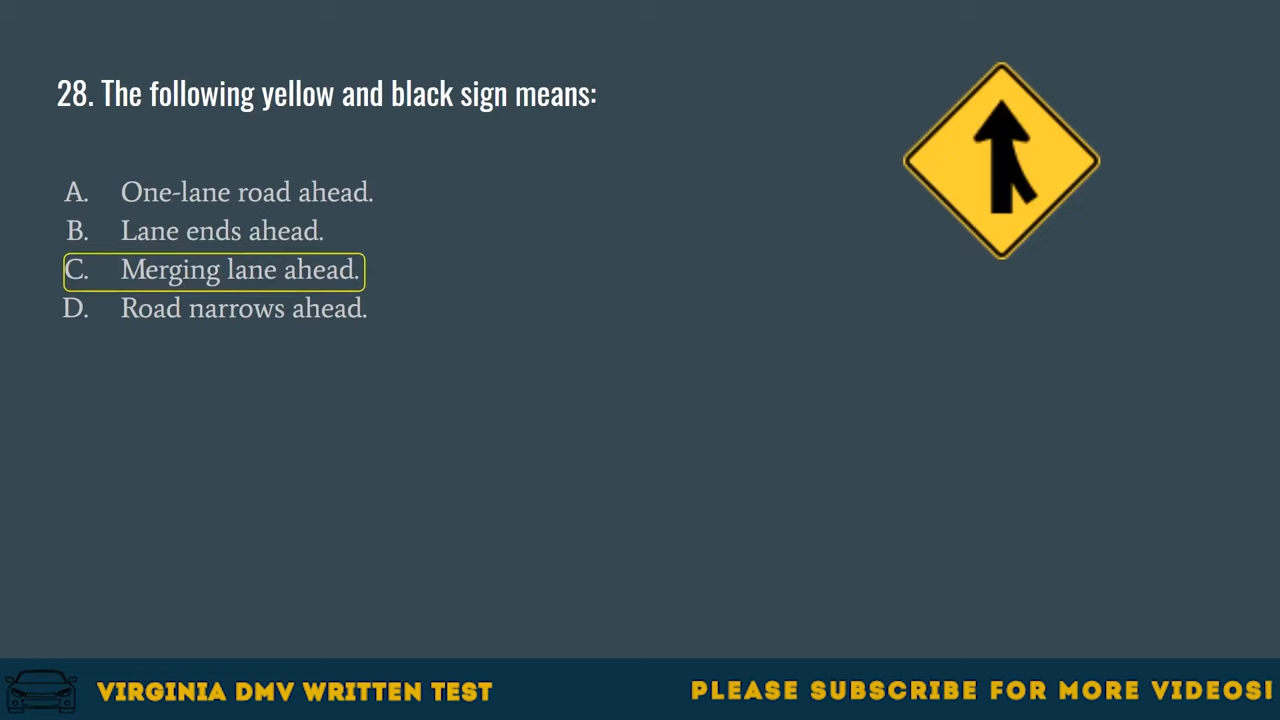 28. The following yellow and black sign means:
A. One-lane road ahead.
B. Lane ends ahead.
C. Merging lane ahead.
D. Road narrows ahead.
VIRGINIA DMV WRITTEN TEST
PLEASE SUBSCRIBE FOR MORE VIDEOS!